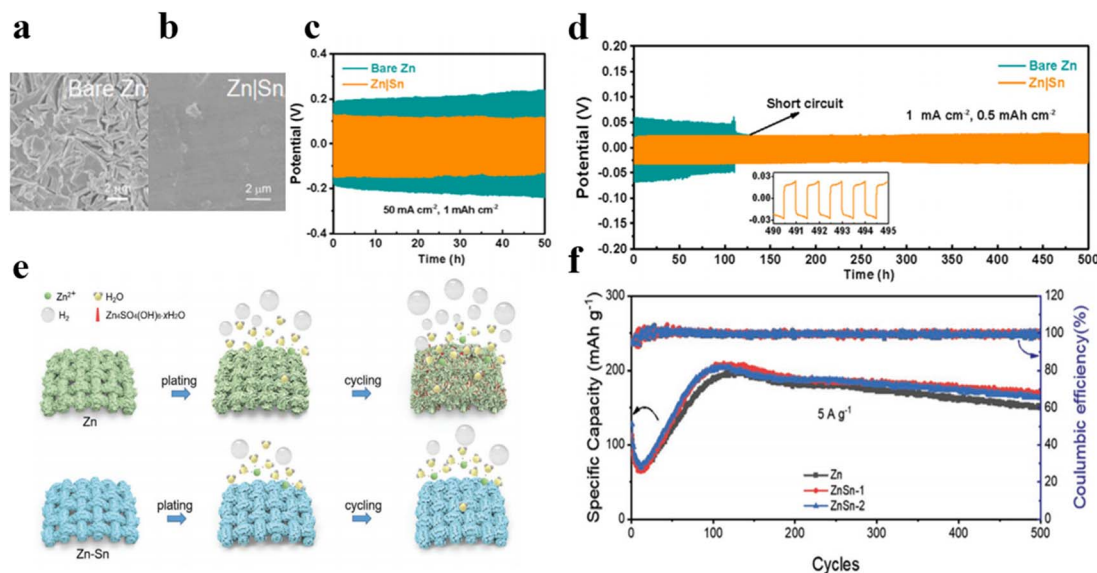 a
b
c
d
Bare Zn
2 μm
Zn|Sn
2 μm
0.4
0.2
0.0
-0.2
-0.4
Potential (V)
Bare Zn
Zn|Sn
50 mA cm-2, 1 mAh cm-2
0
10
20
30
40
50
Time (h)
0.20
0.15
0.10
0.05
0.00
-0.05
-0.10
-0.15
-0.20
Potential (V)
Bare Zn
Zn|Sn
Short circuit
1 mA cm-2, 0.5 mAh cm-2
0.03
0.00
-0.03
490 491 492 493 494 495
0 50 100 150 200 250 300 350 400 450 500
Time (h)
e
Zn2+
H2O
H2
Zn4SO4(OH)6·xH2O
plating
cycling
Zn
plating
cycling
Zn-Sn
f
300
250
200
150
100
50
0
Specific Capacity (mAh g-1)
5 A g-1
Zn
ZnSn-1
ZnSn-2
120
100
80
60
40
20
0
Coulumbic efficiency(%)
0 100 200 300 400 500
Cycles